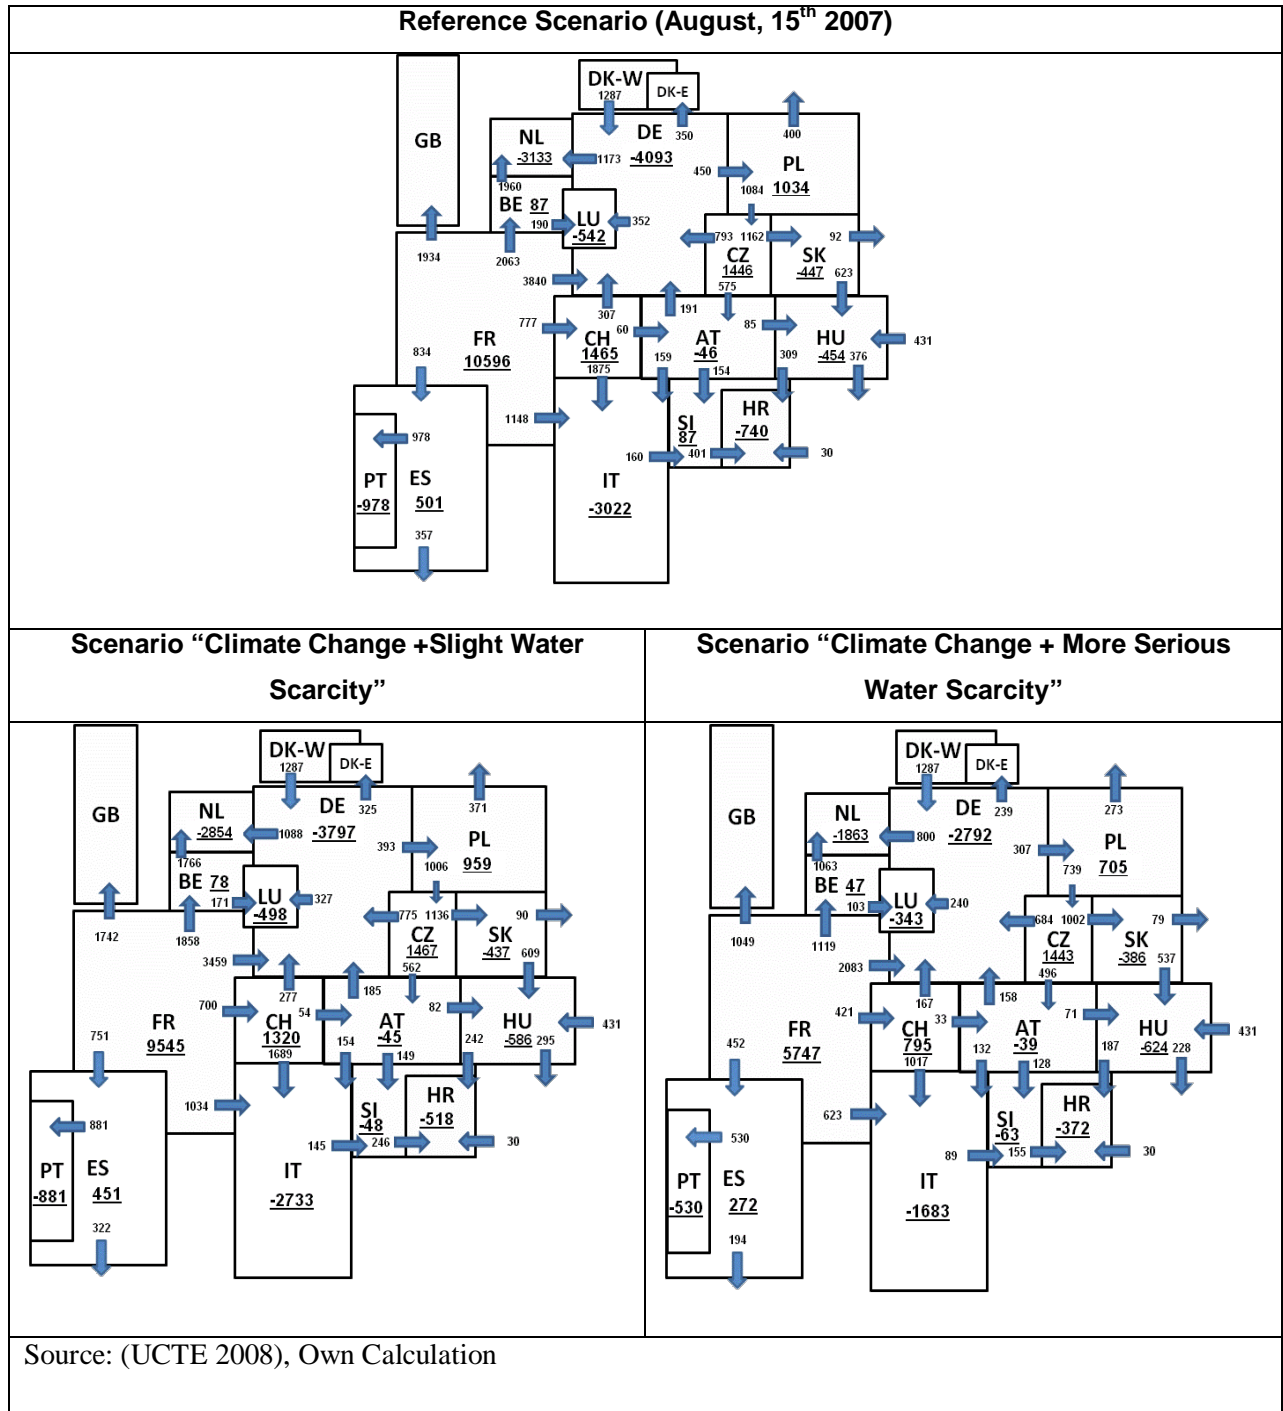 Reference Scenario (August, 15th 2007)
DK-W
1287
DK-E
GB
NL
-3133
1173
DE
-4093
350
400
PL
1034
450
1084
1960
BE 87
190
LU
-542
352
793
1162
92
CZ
1446
575
SK
-447
623
1934
2063
3840
307
191
777
60
85
431
FR
10596
CH
1465
1875
AT
-46
154
159
309
HU
-454
376
834
1148
978
PT
-978
ES
501
357
160
SI
87
401
HR
-740
30
IT
-3022
Scenario “Climate Change +Slight Water
Scarcity”
DK-W
1287
DK-E
GB
NL
-2854
1088
DE
-3797
325
371
PL
959
393
1006
1766
BE 78
171
LU
-498
327
775
1136
90
CZ
1467
562
SK
-437
609
1742
1858
3459
277
185
700
54
82
431
FR
9545
CH
1320
1689
AT
-45
149
154
242
HU
-586
295
751
1034
881
PT
-881
ES
451
322
145
SI
-48
246
HR
-518
30
IT
-2733
Scenario “Climate Change + More Serious
Water Scarcity”
DK-W
1287
DK-E
GB
NL
-1863
800
DE
-2792
239
273
PL
705
307
739
1063
BE 47
103
LU
-343
240
684
1002
79
CZ
1443
496
SK
-386
537
1049
1119
2083
167
158
421
33
71
431
FR
5747
CH
795
1017
AT
-39
128
132
187
HU
-624
228
452
623
530
PT
-530
ES
272
194
89
SI
-63
155
HR
-372
30
IT
-1683
Source: (UCTE 2008), Own Calculation